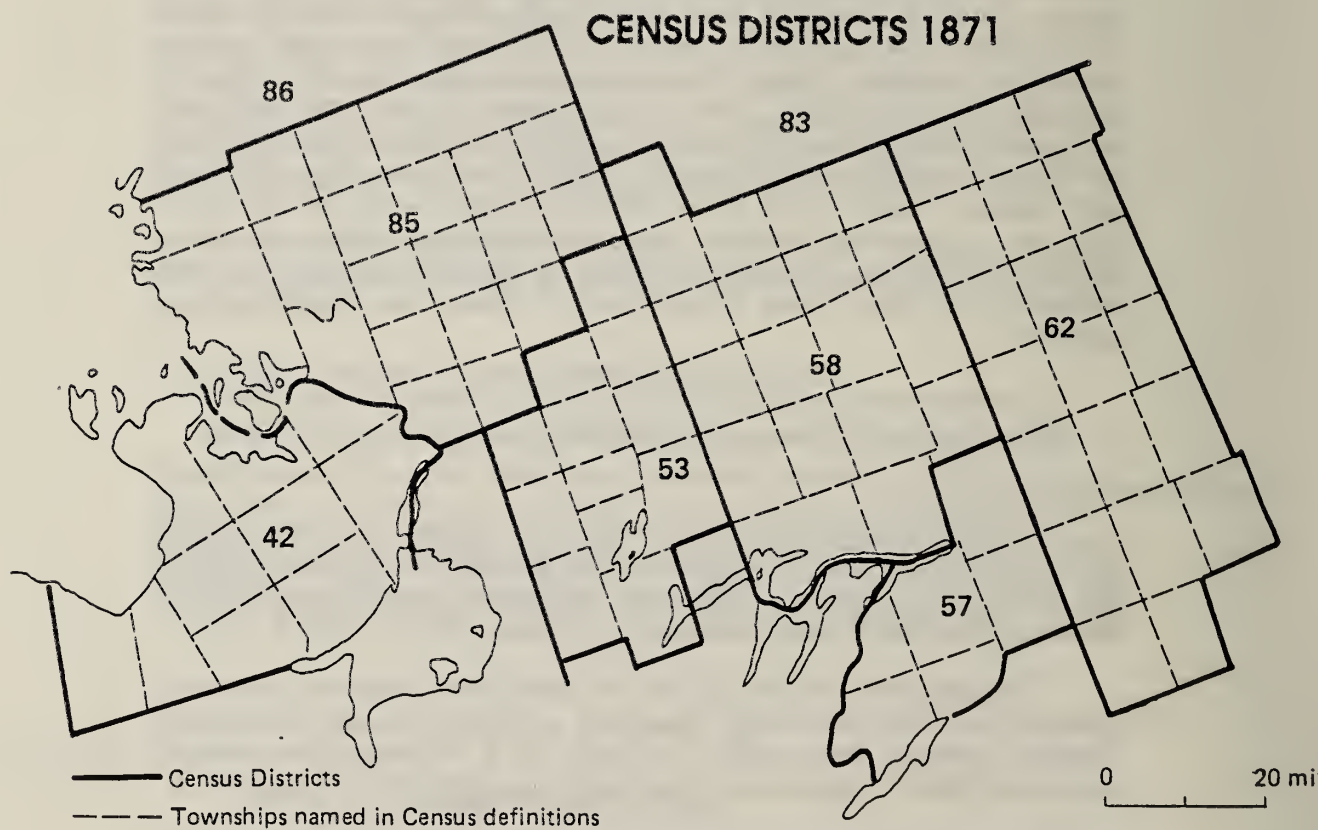 CENSUS DISTRICTS 1871
86
83
85
62
58
53
42
57
Census Districts
Townships named in Census definitions
0 20 mi